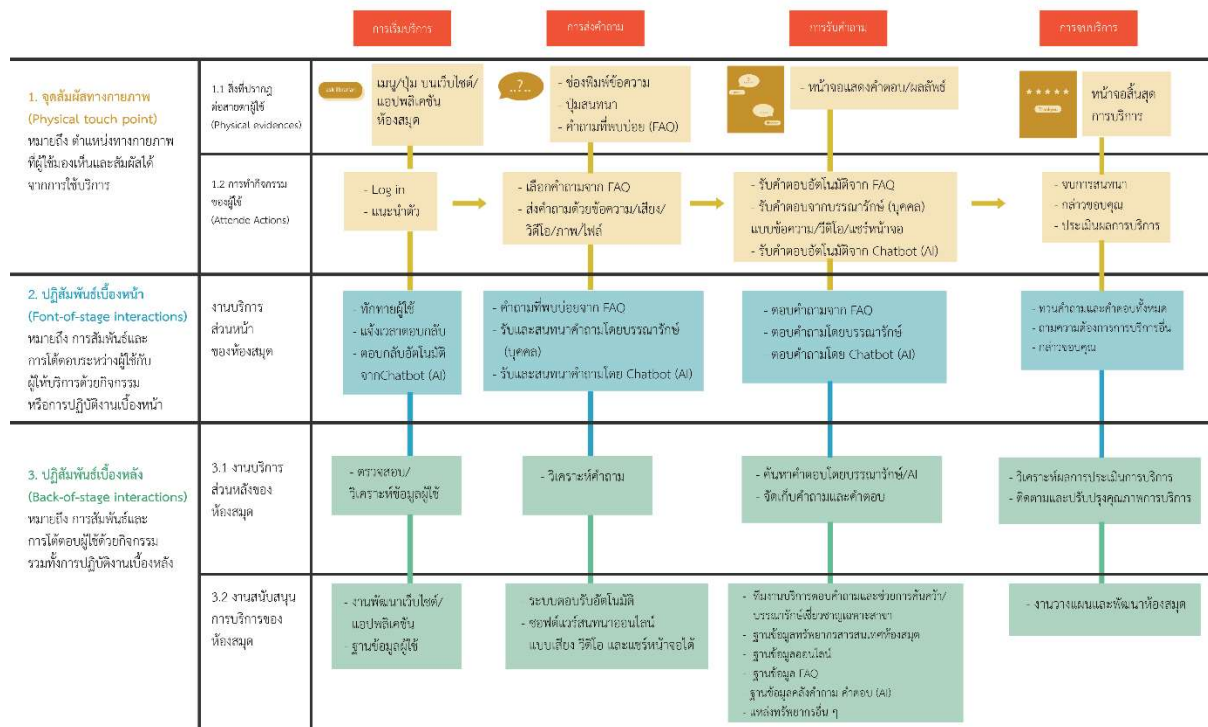 การเริ่มบริการ
การส่งคำถาม
การรับคำถาม
การจบบริการ
1. จุดสัมผัสทางกายภาพ
(Physical touch point)
หมายถึง ตำแหน่งทางกายภาพ
ที่ผู้ใช้มองเห็นและสัมผัสได้
จากการใช้บริการ
1.1 สิ่งที่ปรากฏ
ต่อสายตาผู้ใช้
(Physical evidences)
ask librarian
เมนู/ปุ่ม บนเว็บไซต์/
แอปพลิเคชัน
ห้องสมุด
..?..
- ช่องพิมพ์ข้อความ
- ปุ่มสนทนา
- คำถามที่พบบ่อย (FAQ)
- หน้าจอแสดงคำตอบ/ผลลัพธ์
หน้าจอสิ้นสุด
การบริการ
1.2 การทำกิจกรรม
ของผู้ใช้
(Attende Actions)
- Log in
- แนะนำตัว
- เลือกคำถามจาก FAQ
- ส่งคำถามด้วยข้อความ/เสียง/
วิดีโอ/ภาพ/ไฟล์
- รับคำตอบอัตโนมัติจาก FAQ
- รับคำตอบจากบรรณารักษ์ (บุคคล)
แบบข้อความ/วีดิโอ/แชร์หน้าจอ
- รับคำตอบอัตโนมัติจาก Chatbot (AI)
- จบการสนทนา
- กล่าวขอบคุณ
- ประเมินผลการบริการ
2. ปฏิสัมพันธ์เบื้องหน้า
(Font-of-stage interactions)
หมายถึง การสัมพันธ์และ
การโต้ตอบระหว่างผู้ใช้กับ
ผู้ให้บริการด้วยกิจกรรม
หรือการปฏิบัติงานเบื้องหน้า
งานบริการ
ส่วนหน้า
ของห้องสมุด
- ทักทายผู้ใช้
- แจ้งเวลาตอบกลับ
- ตอบกลับอัตโนมัติ
จากChatbot (AI)
- คำถามที่พบบ่อยจาก FAQ
- รับและสนทนาคำถามโดยบรรณารักษ์
(บุคคล)
- รับและสนทนาคำถามโดย Chatbot (AI)
- ตอบคำถามจาก FAQ
- ตอบคำถามโดยบรรณารักษ์
ตอบคำถามโดย Chatbot (AI)
- ทวนคำถามและคำตอบทั้งหมด
- ถามความต้องการการบริการอื่น
- กล่าวขอบคุณ
3. ปฏิสัมพันธ์เบื้องหลัง
(Back-of-stage interactions)
หมายถึง การสัมพันธ์และ
การโต้ตอบผู้ใช้ด้วยกิจกรรม
รวมทั้งการปฏิบัติงานเบื้องหลัง
3.1 งานบริการ
ส่วนหลังของ
ห้องสมุด
- ตรวจสอบ/
วิเคราะห์ข้อมูลผู้ใช้
- วิเคราะห์คำถาม
- ค้นหาคำตอบโดยบรรณารักษ์/AI
- จัดเก็บคำถามและคำตอบ
- วิเคราะห์ผลการประเมินการบริการ
- ติดตามและปรับปรุงคุณภาพการบริการ
3.2 งานสนับสนุน
การบริการของ
ห้องสมุด
- งานพัฒนาเว็บไซต์/
แอปพลิเคชัน
- ฐานข้อมูลผู้ใช้
ระบบตอบรับอัตโนมัติ
- ซอฟต์แวร์สนทนาออนไลน์
แบบเสียง วิดีโอ และแชร์หน้าจอได้
- ทีมงานบริการตอบคำถามและช่วยการค้นคว้า/
บรรณารักษ์เชี่ยวชาญเฉพาะสาขา
- ฐานข้อมูลทรัพยากรสารสนเทศห้องสมุด
- ฐานข้อมูลออนไลน์
- ฐานข้อมูล FAQ
ฐานข้อมูลคลังคำถาม คำตอบ (AI)
- แหล่งทรัพยากรอื่น ๆ
- งานวางแผนและพัฒนาห้องสมุด